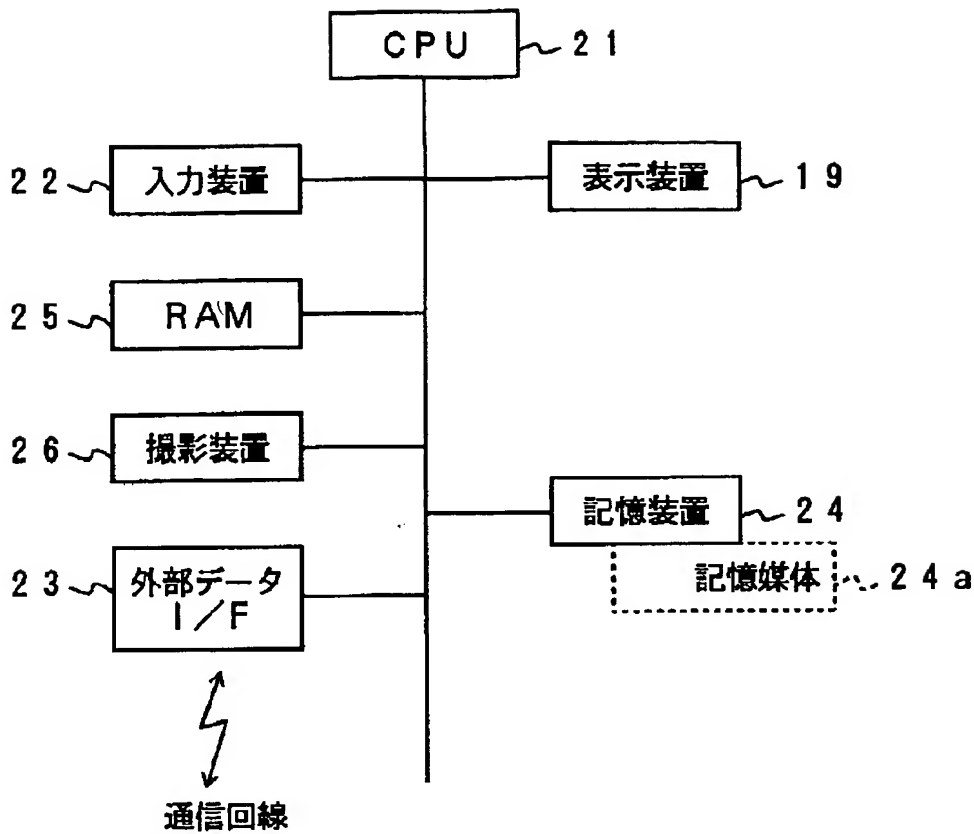 CPU
21
22
入力装置
表示装置
19
25
RAM
26
撮影装置
記憶装置
24
記憶媒体
24a
23
外部データ
I/F
通信回線